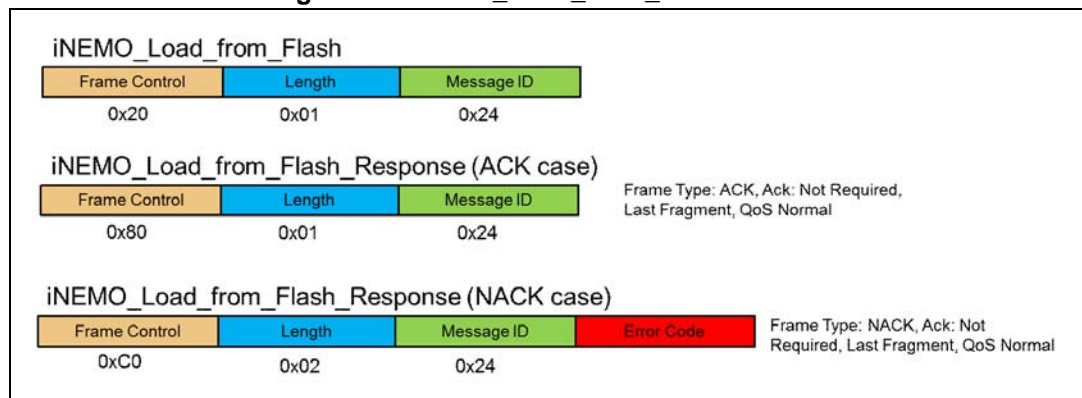 iNEMO_Load_from_Flash
Frame Control Length Message ID
0x20 0x01 0x24
iNEMO_Load_from_Flash_Response (ACK case)
Frame Control Length Message ID
0x80 0x01 0x24
Frame Type: ACK, Ack: Not Required,
Last Fragment, QoS Normal
iNEMO_Load_from_Flash_Response (NACK case)
Frame Control Length Message ID Error Code
0xC0 0x02 0x24
Frame Type: NACK, Ack: Not
Required, Last Fragment, QoS Normal